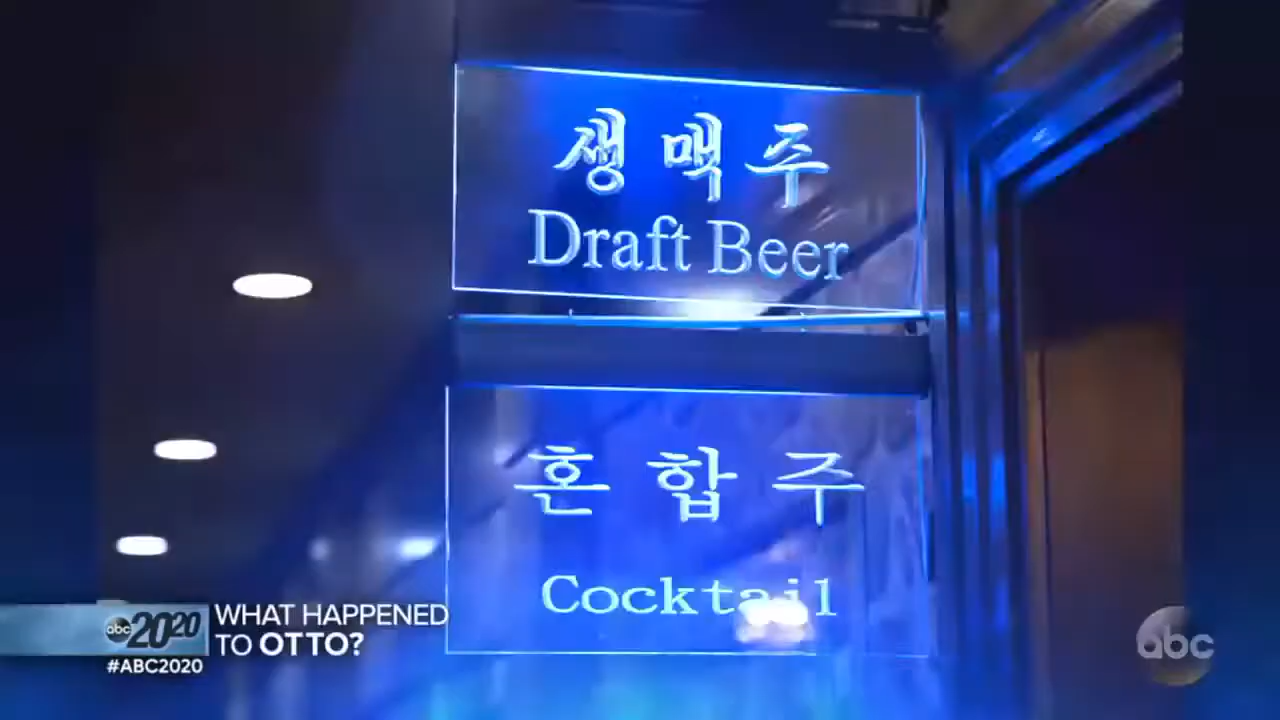 생맥주
Draft Beer
혼합주
Cocktail
abc 20/20
WHAT HAPPENED
TO OTTO?
#ABC2020
abc